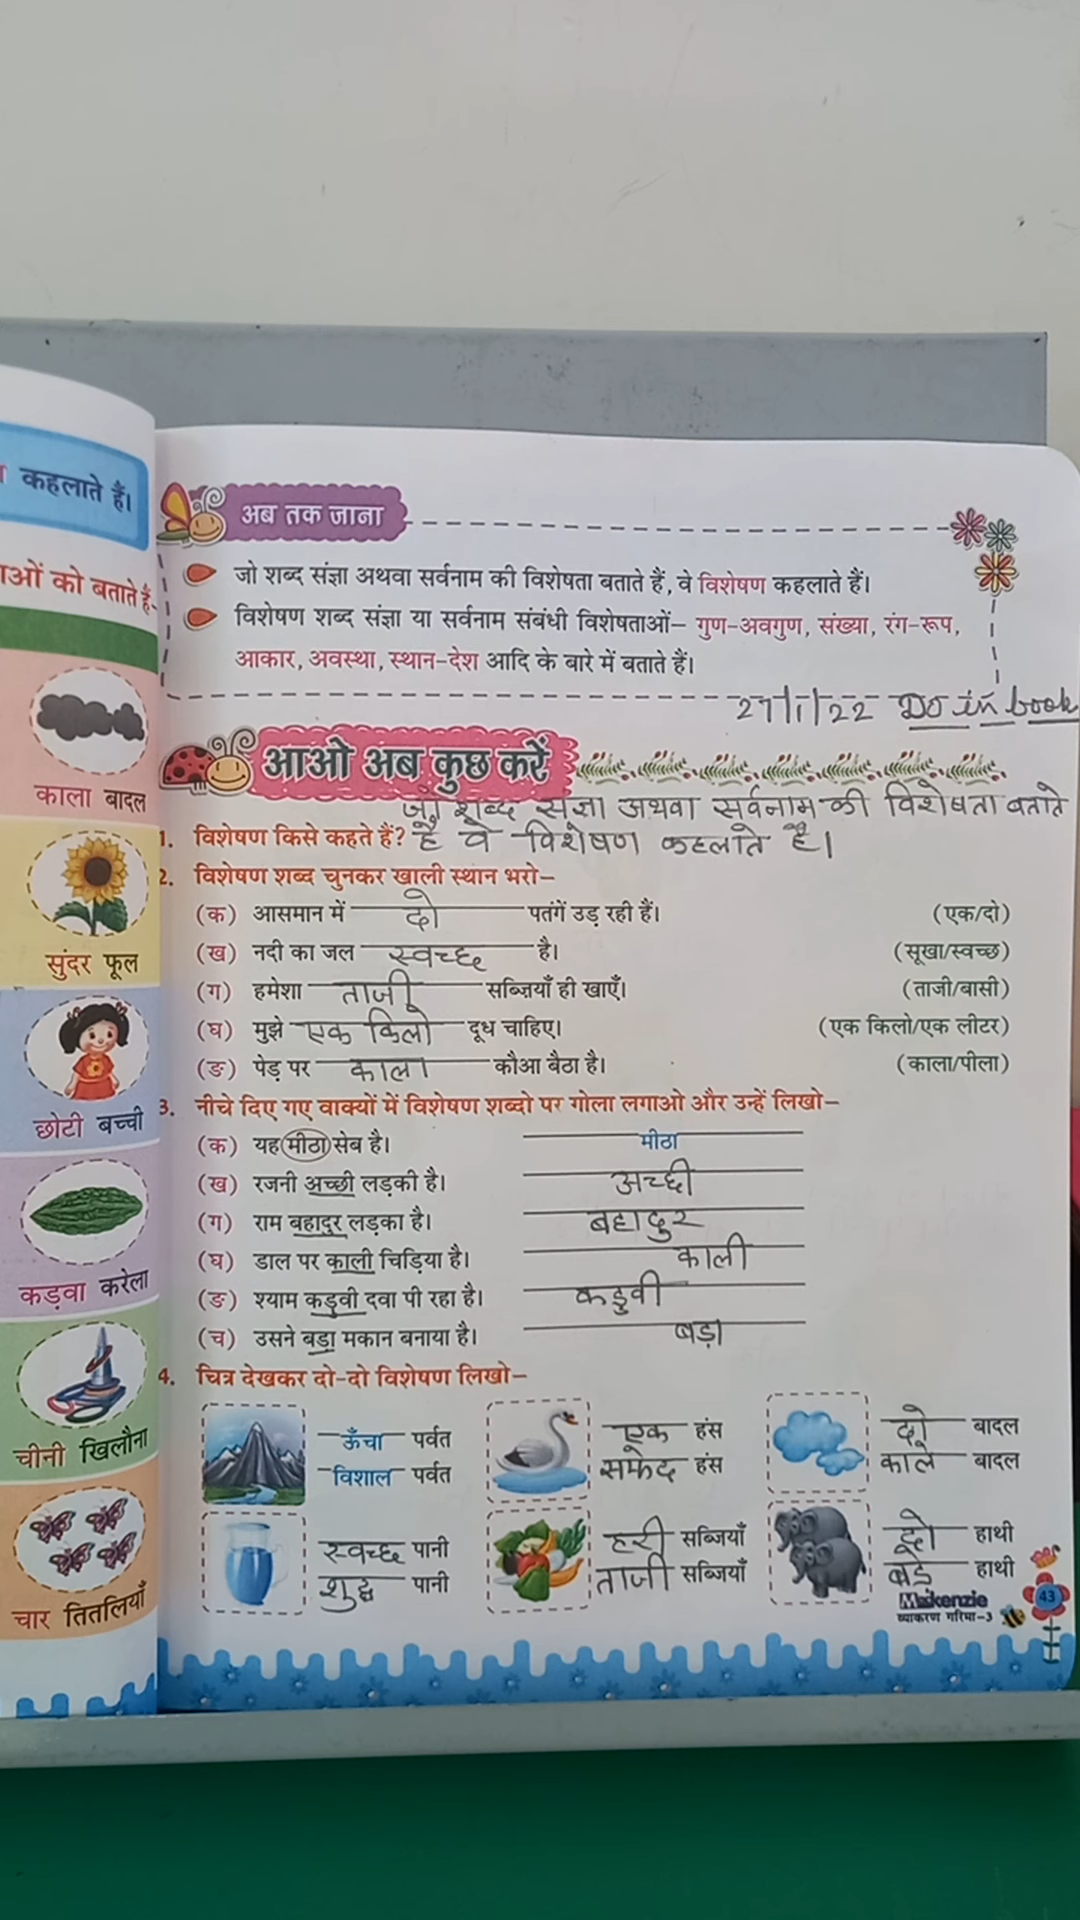 कहलाते हैं।
ओं को बताते हैं-
काला बादल
सुंदर फूल
छोटी बच्ची
कड़वा करेला
चीनी खिलौना
चार तितलियाँ
अब तक जाना
जो शब्द संज्ञा अथवा सर्वनाम की विशेषता बताते हैं, वे विशेषण कहलाते हैं।
विशेषण शब्द संज्ञा या सर्वनाम संबंधी विशेषताओं– गुण-अवगुण, संख्या, रंग-रूप,
आकार, अवस्था, स्थान-देश आदि के बारे में बताते हैं।
27/1/22 Do in book
आओ अब कुछ करें
जो शब्द संज्ञा अथवा सर्वनाम की विशेषता बताते
1. विशेषण किसे कहते हैं? है वे विशेषण कहलाते है।
2. विशेषण शब्द चुनकर खाली स्थान भरो–
(क) आसमान में दो पतंगें उड़ रही हैं। (एक/दो)
(ख) नदी का जल स्वच्छ है। (सूखा/स्वच्छ)
(ग) हमेशा ताजी सब्ज़ियाँ ही खाएँ। (ताजी/बासी)
(घ) मुझे एक किलो दूध चाहिए। (एक किलो/एक लीटर)
(ङ) पेड़ पर काला कौआ बैठा है। (काला/पीला)
3. नीचे दिए गए वाक्यों में विशेषण शब्दो पर गोला लगाओ और उन्हें लिखो–
(क) यह मीठा सेब है। मीठा
(ख) रजनी अच्छी लड़की है। अच्छी
(ग) राम बहादुर लड़का है। बहादुर
(घ) डाल पर काली चिड़िया है। काली
(ङ) श्याम कड़ुवी दवा पी रहा है। कडुवी
(च) उसने बड़ा मकान बनाया है। बड़ा
4. चित्र देखकर दो-दो विशेषण लिखो–
ऊँचा पर्वत एक हंस दो बादल
विशाल पर्वत सफेद हंस काले बादल
स्वच्छ पानी हरी सब्जियाँ दो हाथी
शुद्ध पानी ताजी सब्जियाँ बडे हाथी
Maskenzie
व्याकरण गरिमा-3
43